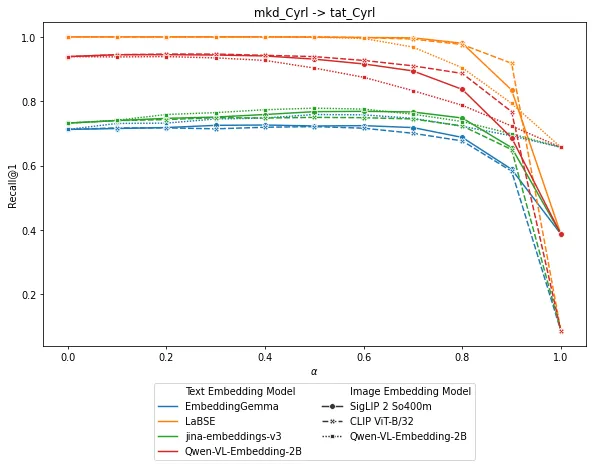 mkd_Cyrl -> tat_Cyrl
Recall@1
1.0
0.8
0.6
0.4
0.2
0.0
0.2
0.4
0.6
0.8
1.0
α
Text Embedding Model
EmbeddingGemma
LaBSE
jina-embeddings-v3
Qwen-VL-Embedding-2B
Image Embedding Model
SigLIP 2 So400m
CLIP ViT-B/32
Qwen-VL-Embedding-2B